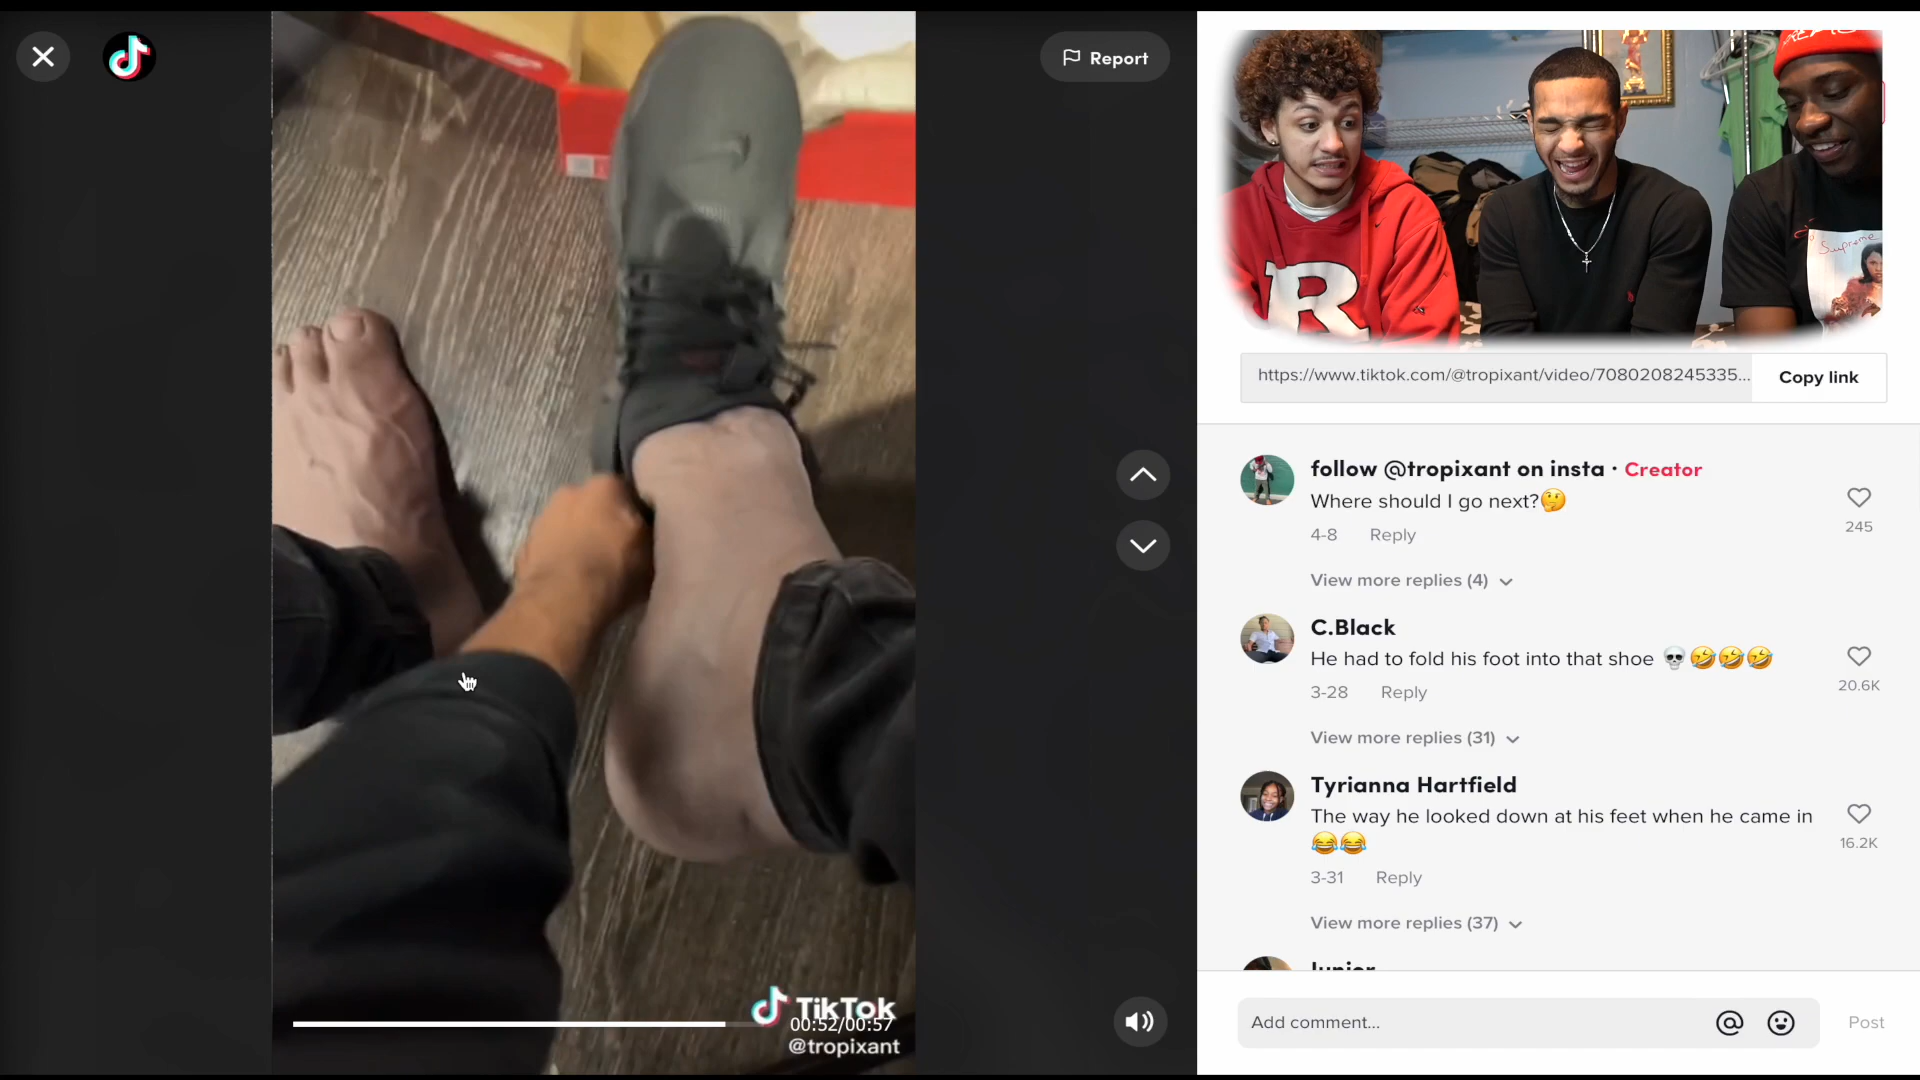 Report
TikTok
00:52/00:57
@tropixant
R
Supreme
https://www.tiktok.com/@tropixant/video/7080208245335...
Copy link
follow @tropixant on insta · Creator
Where should I go next?🤔
245
4-8 Reply
View more replies (4)
C.Black
He had to fold his foot into that shoe 💀🤣🤣🤣
20.6K
3-28 Reply
View more replies (31)
Tyrianna Hartfield
The way he looked down at his feet when he came in
😂😂
16.2K
3-31 Reply
View more replies (37)
Junior
Add comment...
Post